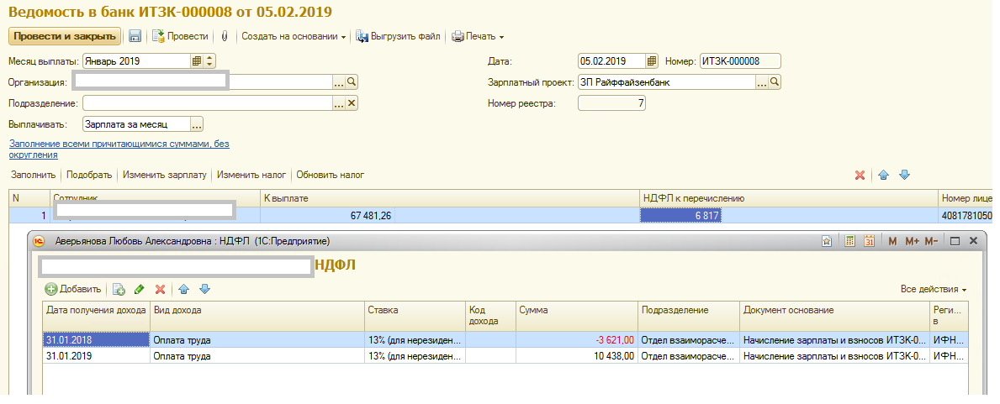 Ведомость в банк ИТЗК-000008 от 05.02.2019
Провести и закрыть Провести Создать на основании Выгрузить файл Печать
Месяц выплаты: Январь 2019 Дата: 05.02.2019 Номер: ИТЗК-000008
Организация: ... Зарплатный проект: ЗП Райффайзенбанк ...
Подразделение: ... Номер реестра: 7
Выплачивать: Зарплата за месяц ...
Заполнение всеми причитающимися суммами, без
округления
Заполнить Подобрать Изменить зарплату Изменить налог Обновить налог
N Сотрудник К выплате НДФЛ к перечислению Номер лице
1 67 481,26 6 817 4081781050
Аверьянова Любовь Александровна : НДФЛ (1С:Предприятие) 31 M M+ M-
НДФЛ
Добавить Все действия
Дата получения дохода Вид дохода Ставка Код Сумма Подразделение Документ основание Реги...
дохода в
31.01.2018 Оплата труда 13% (для нерезиден... -3 621,00 Отдел взаиморасче... Начисление зарплаты и взносов ИТЗК-0... ИФН...
31.01.2019 Оплата труда 13% (для нерезиден... 10 438,00 Отдел взаиморасче... Начисление зарплаты и взносов ИТЗК-0... ИФН...